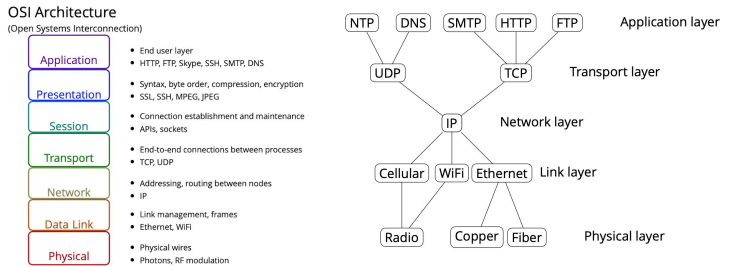 OSI Architecture
(Open Systems Interconnection)
Application
• End user layer
• HTTP, FTP, Skype, SSH, SMTP, DNS
Presentation
• Syntax, byte order, compression, encryption
• SSL, SSH, MPEG, JPEG
Session
• Connection establishment and maintenance
• APIs, sockets
Transport
• End-to-end connections between processes
• TCP, UDP
Network
• Addressing, routing between nodes
• IP
Data Link
• Link management, frames
• Ethernet, WiFi
Physical
• Physical wires
• Photons, RF modulation
NTP DNS SMTP HTTP FTP Application layer
UDP TCP Transport layer
IP Network layer
Cellular WiFi Ethernet Link layer
Radio Copper Fiber Physical layer